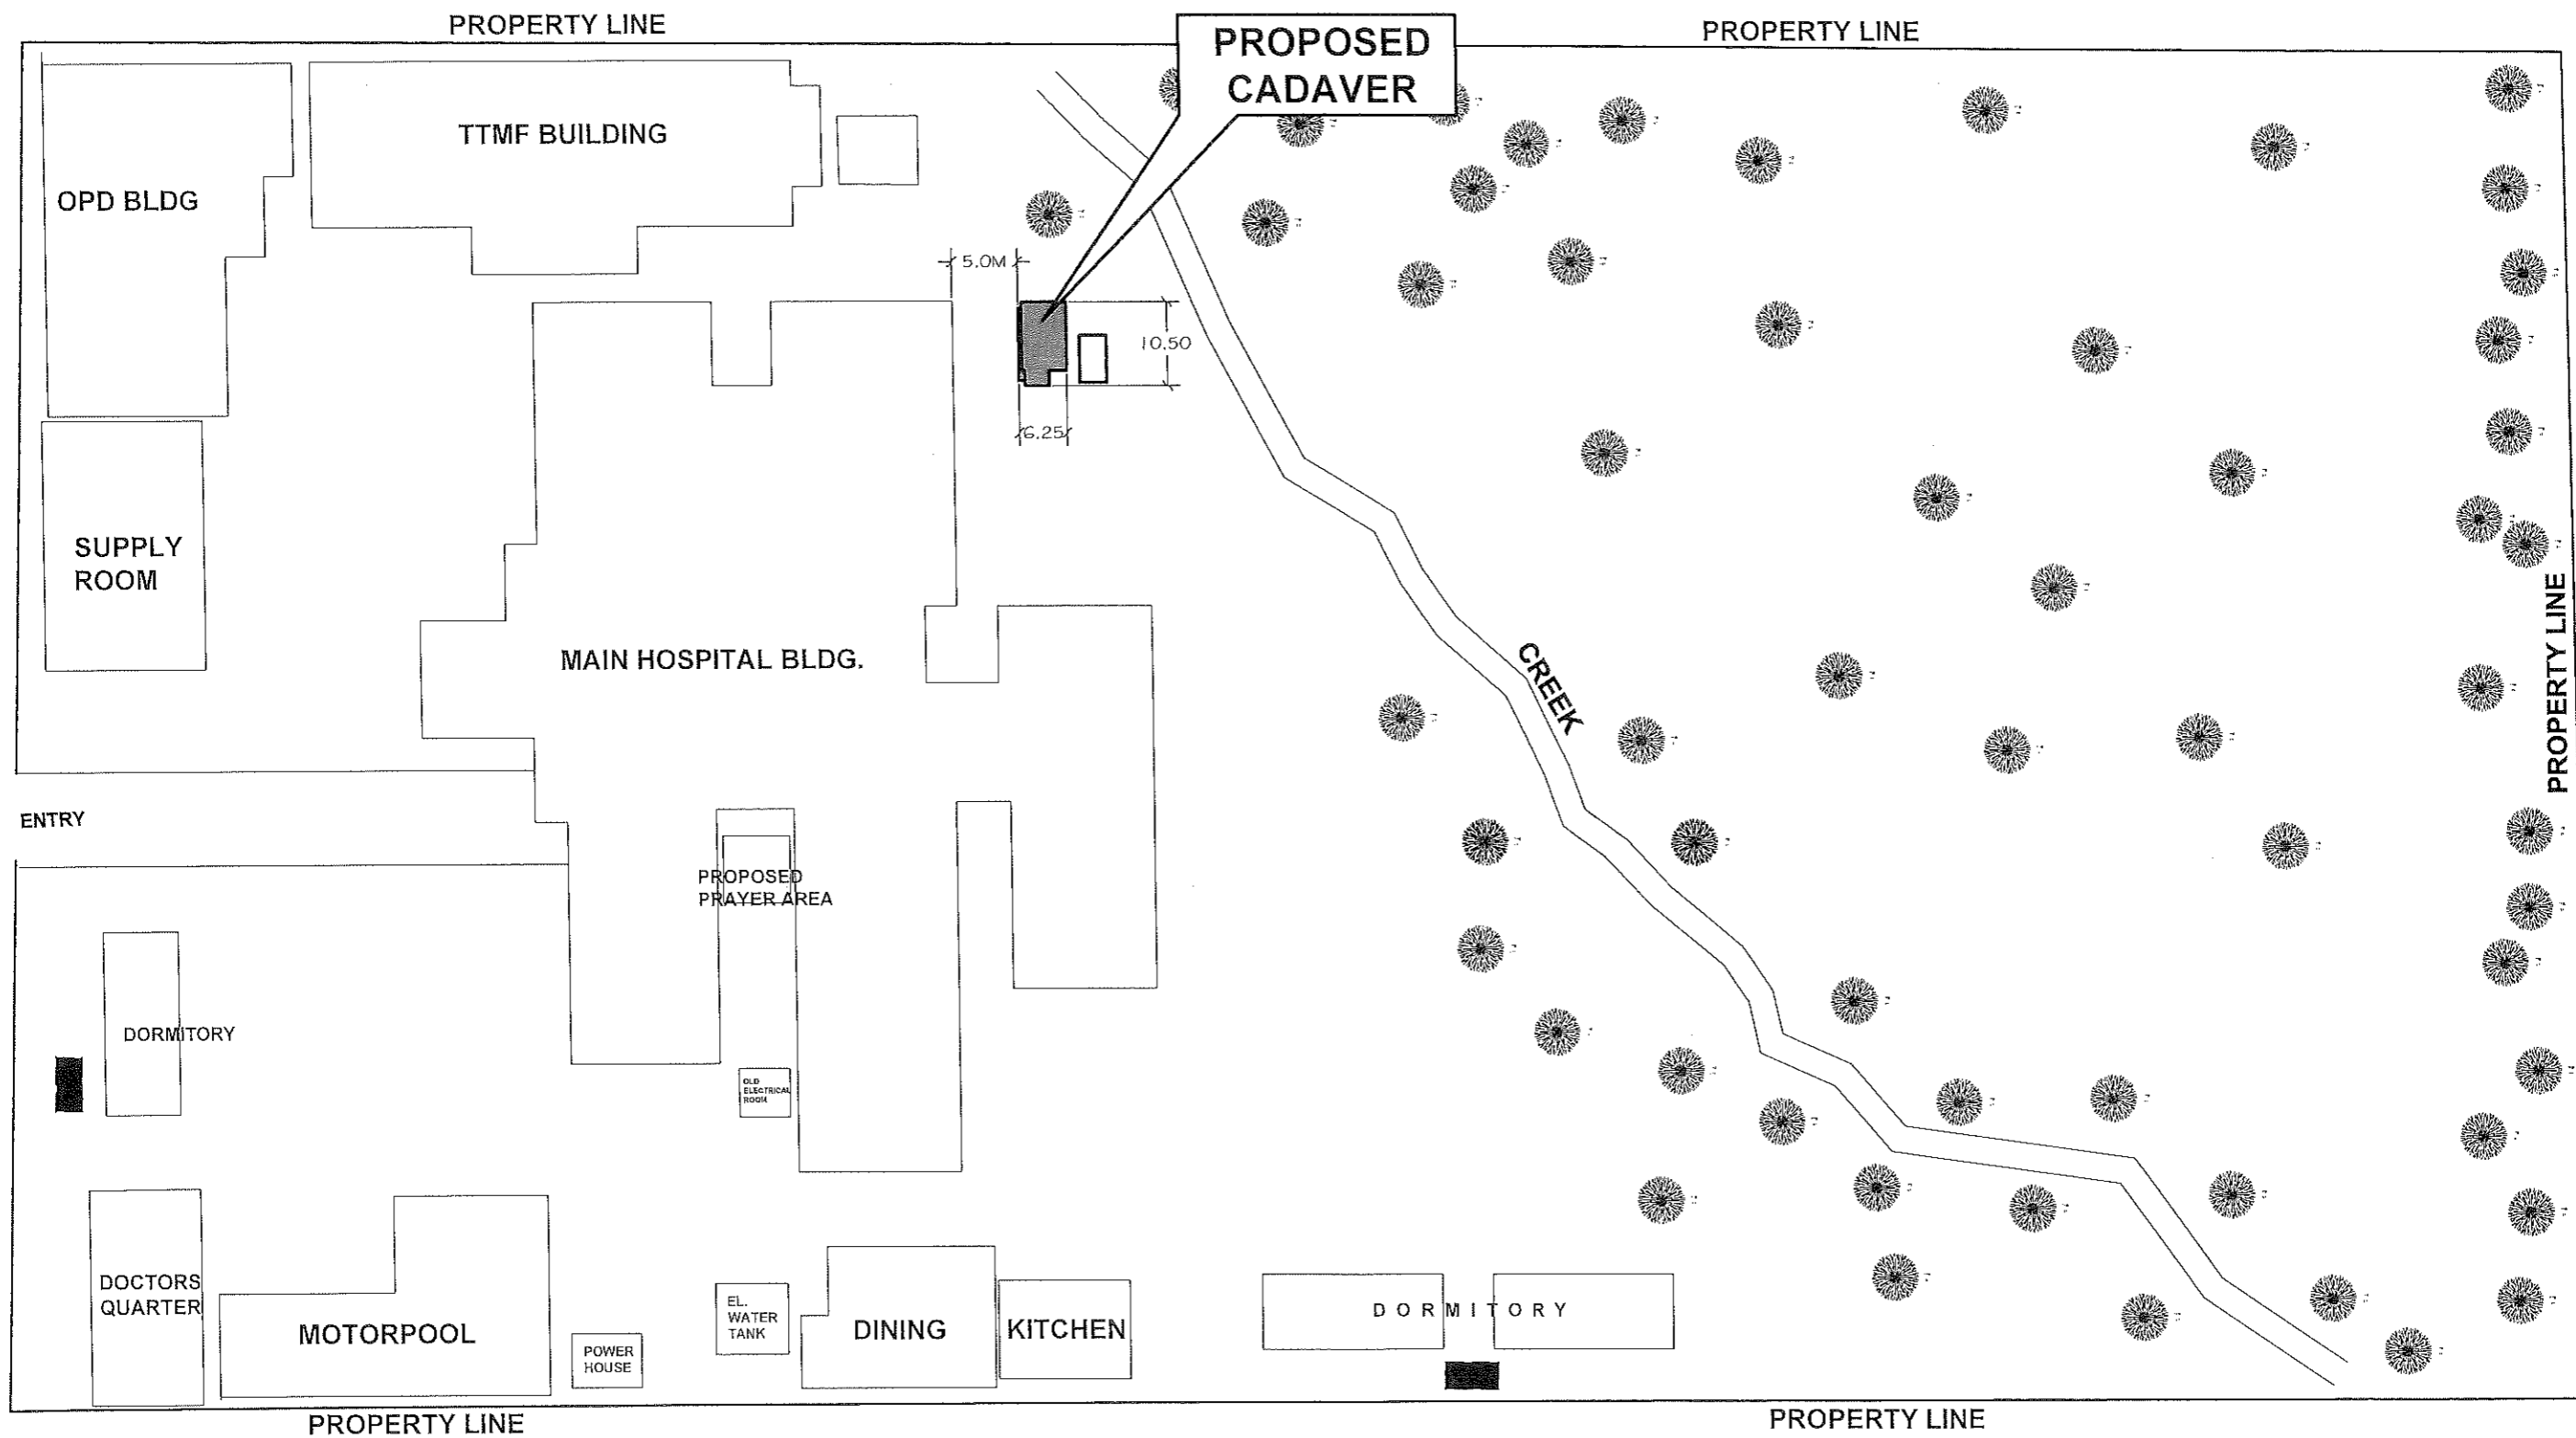 PROPERTY LINE
PROPERTY LINE
PROPOSED
CADAVER
TTMF BUILDING
OPD BLDG
5.0M
10.50
6.25
SUPPLY
ROOM
MAIN HOSPITAL BLDG.
CREEK
PROPERTY LINE
ENTRY
PROPOSED
PRAYER AREA
DORMITORY
OLD
ELECTRICAL
ROOM
DOCTORS
QUARTER
MOTORPOOL
POWER
HOUSE
EL.
WATER
TANK
DINING
KITCHEN
DORMITORY
PROPERTY LINE
PROPERTY LINE